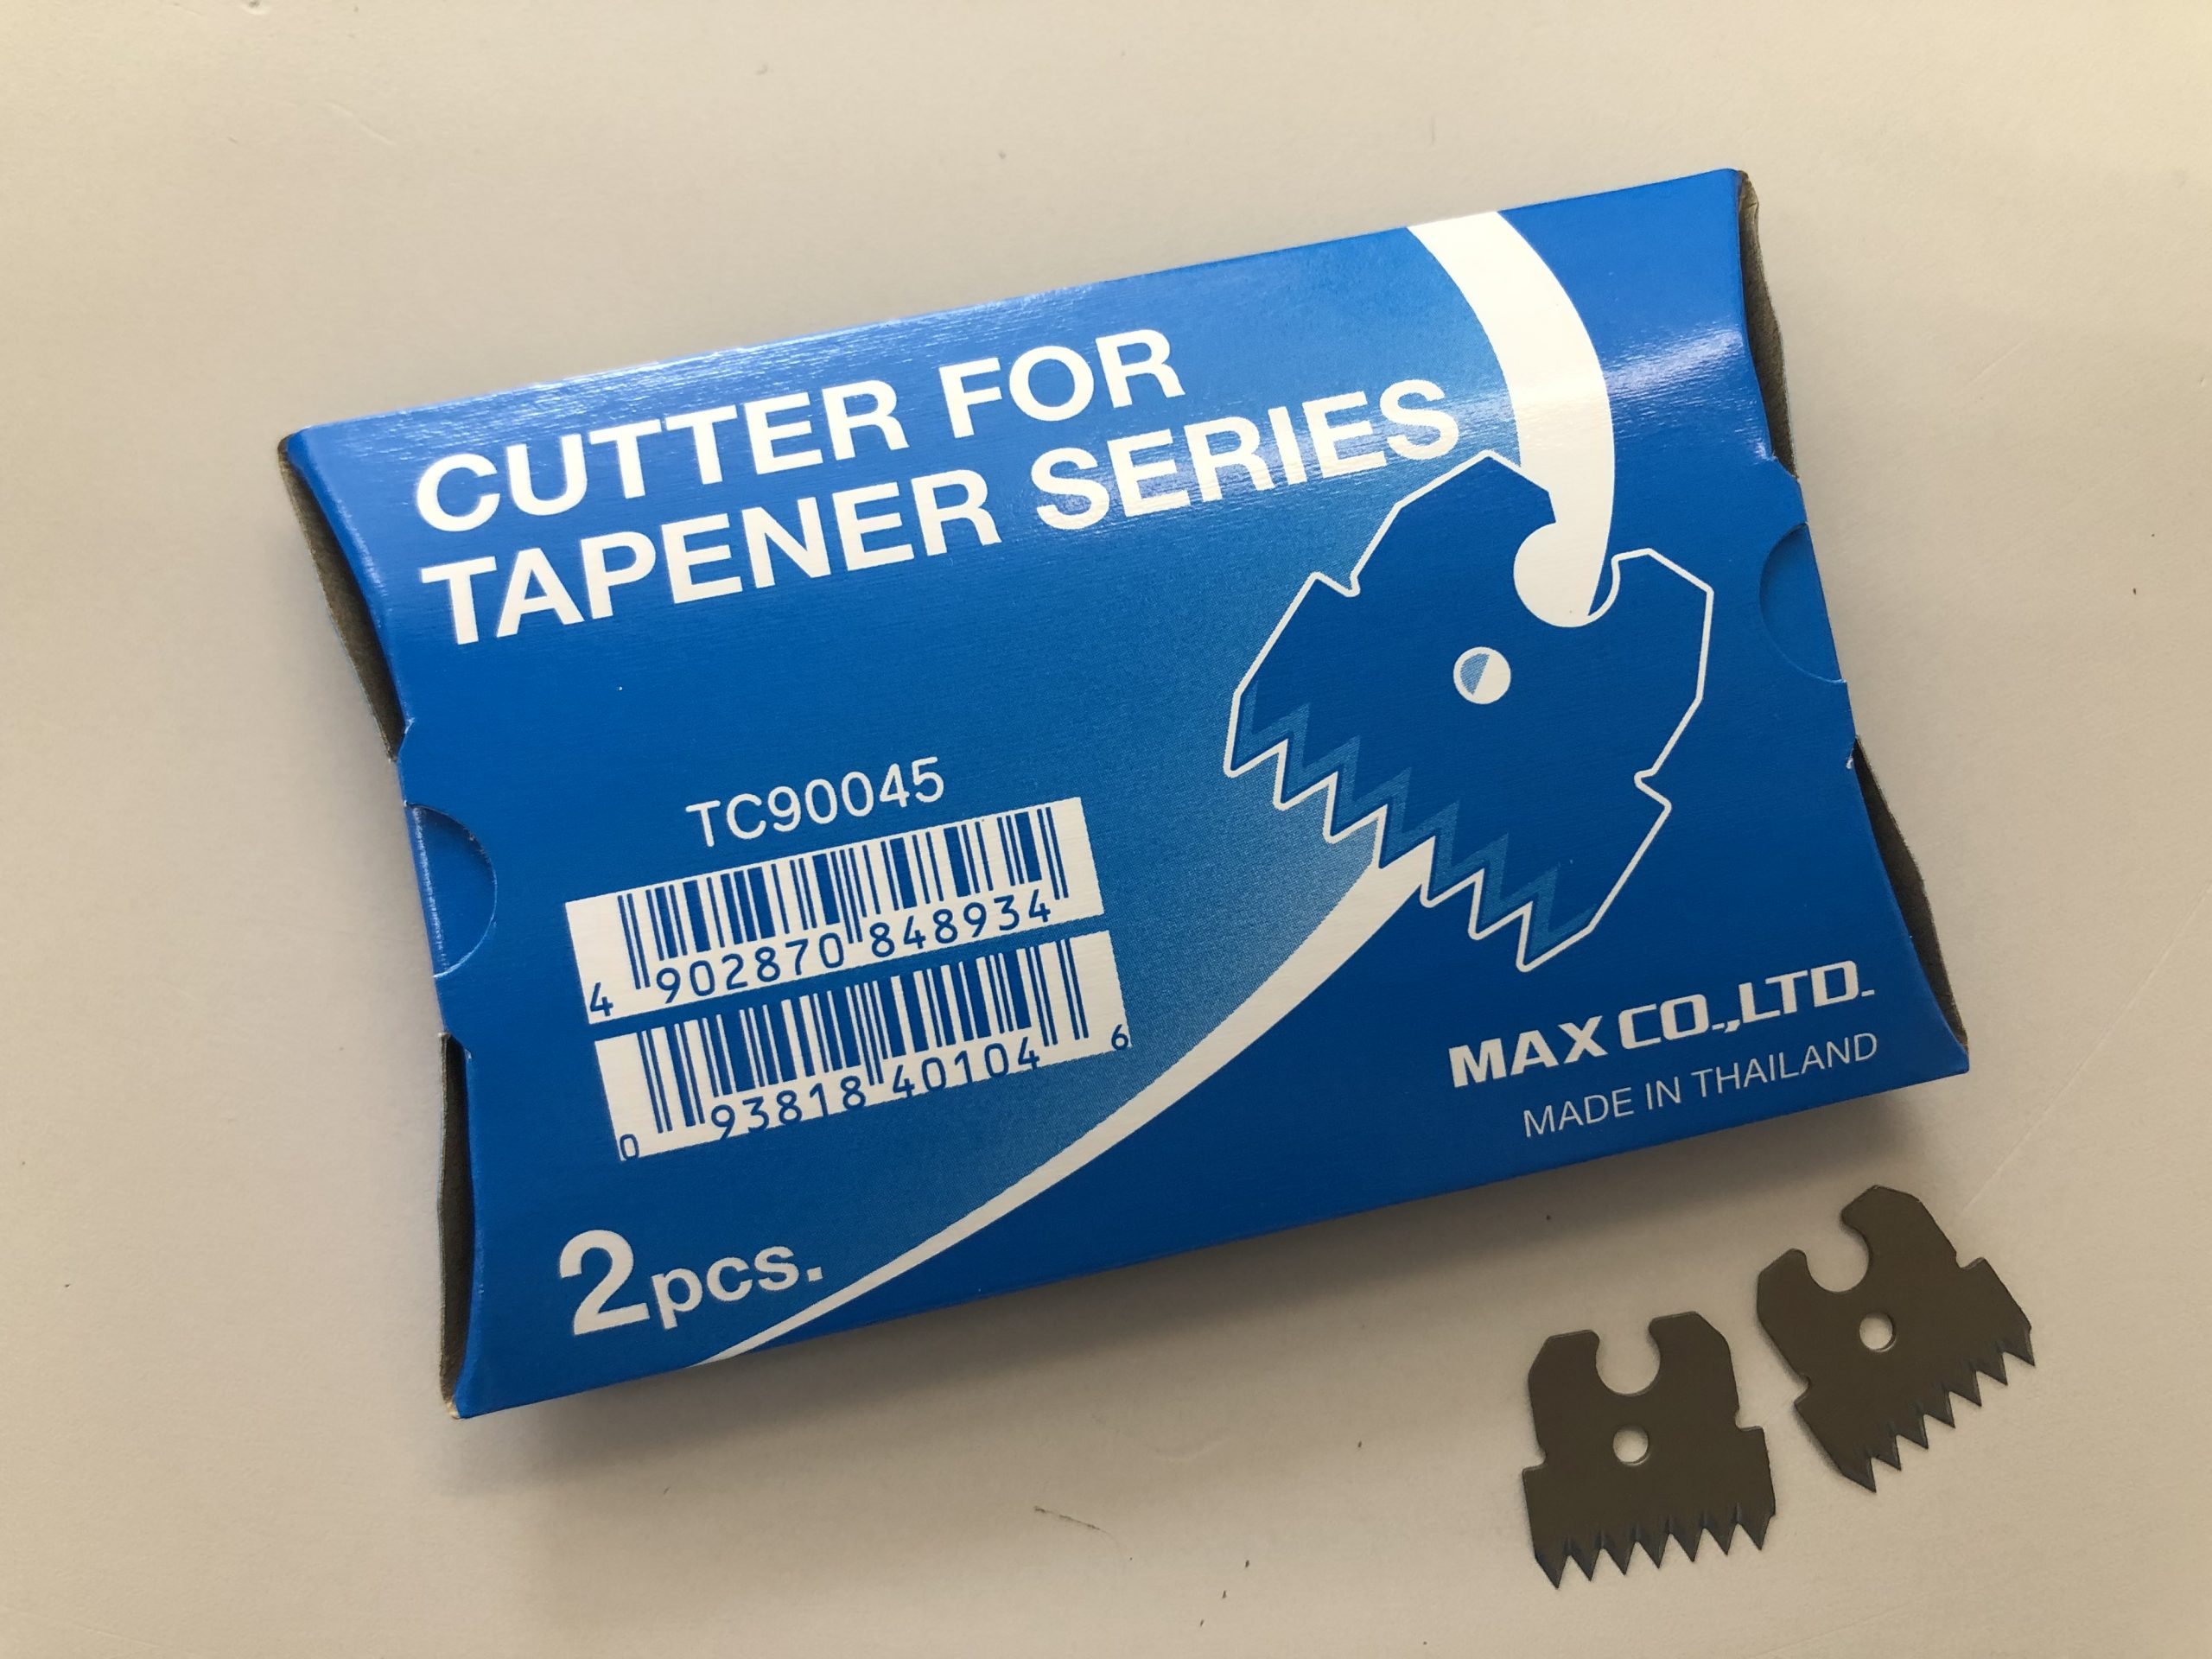 CUTTER FOR
TAPENER SERIES
TC90045
4 902870 848934
0 93818 40104 6
2pcs.
MAX CO.,LTD.
MADE IN THAILAND